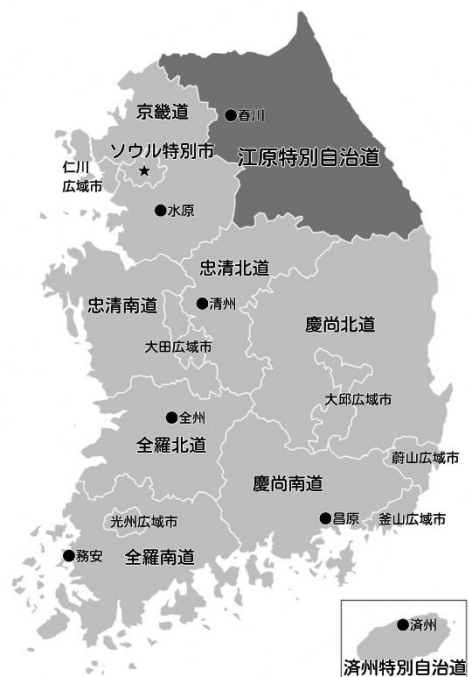 京畿道
●春川
ソウル特別市
江原特別自治道
仁川
広域市
★
●水原
忠清北道
忠清南道
●清州
慶尚北道
大田広域市
大邱広域市
●全州
全羅北道
蔚山広域市
慶尚南道
光州広域市
●昌原
釜山広域市
●務安
全羅南道
●済州
済州特別自治道